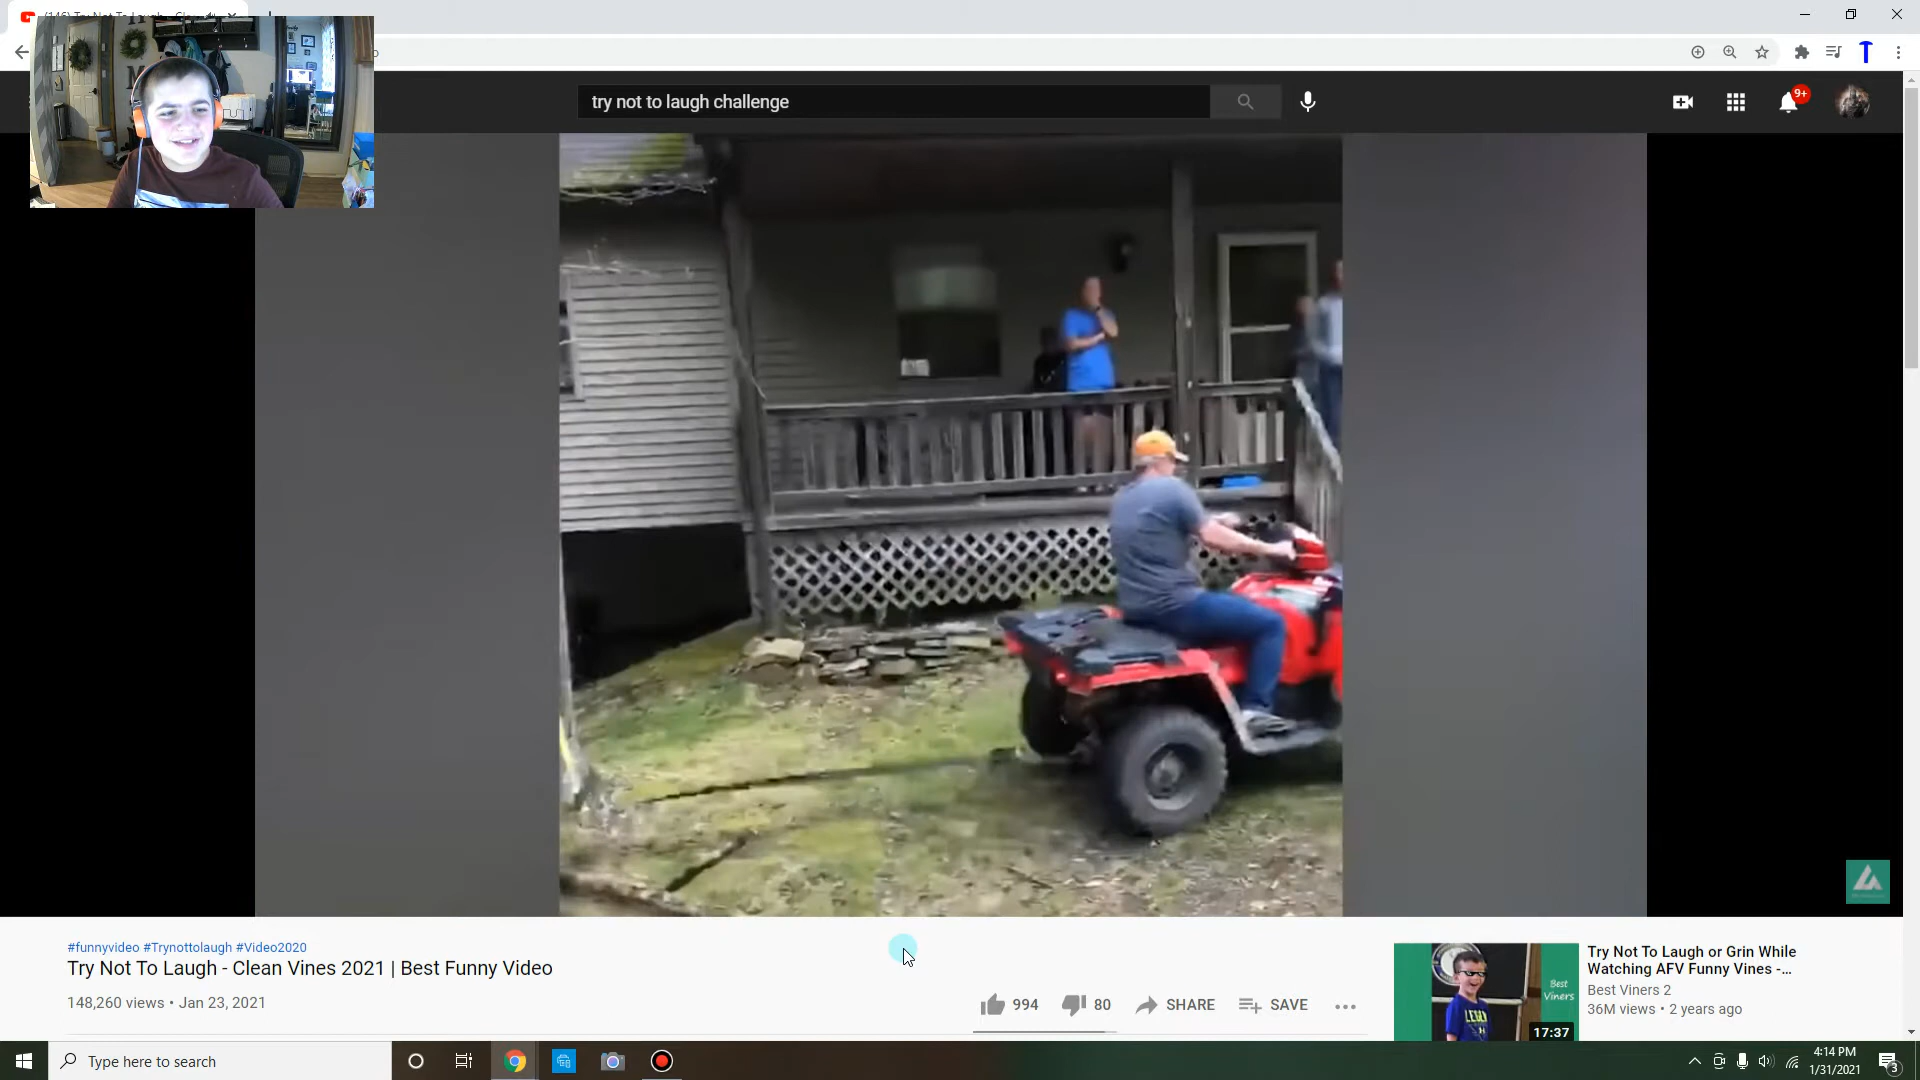 try not to laugh challenge
9+
#funnyvideo #Trynottolaugh #Video2020
Try Not To Laugh - Clean Vines 2021 | Best Funny Video
148,260 views • Jan 23, 2021
994
80
SHARE
SAVE
Best
Viners
17:37
Try Not To Laugh or Grin While
Watching AFV Funny Vines -...
Best Viners 2
36M views • 2 years ago
Type here to search
4:14 PM
1/31/2021
3